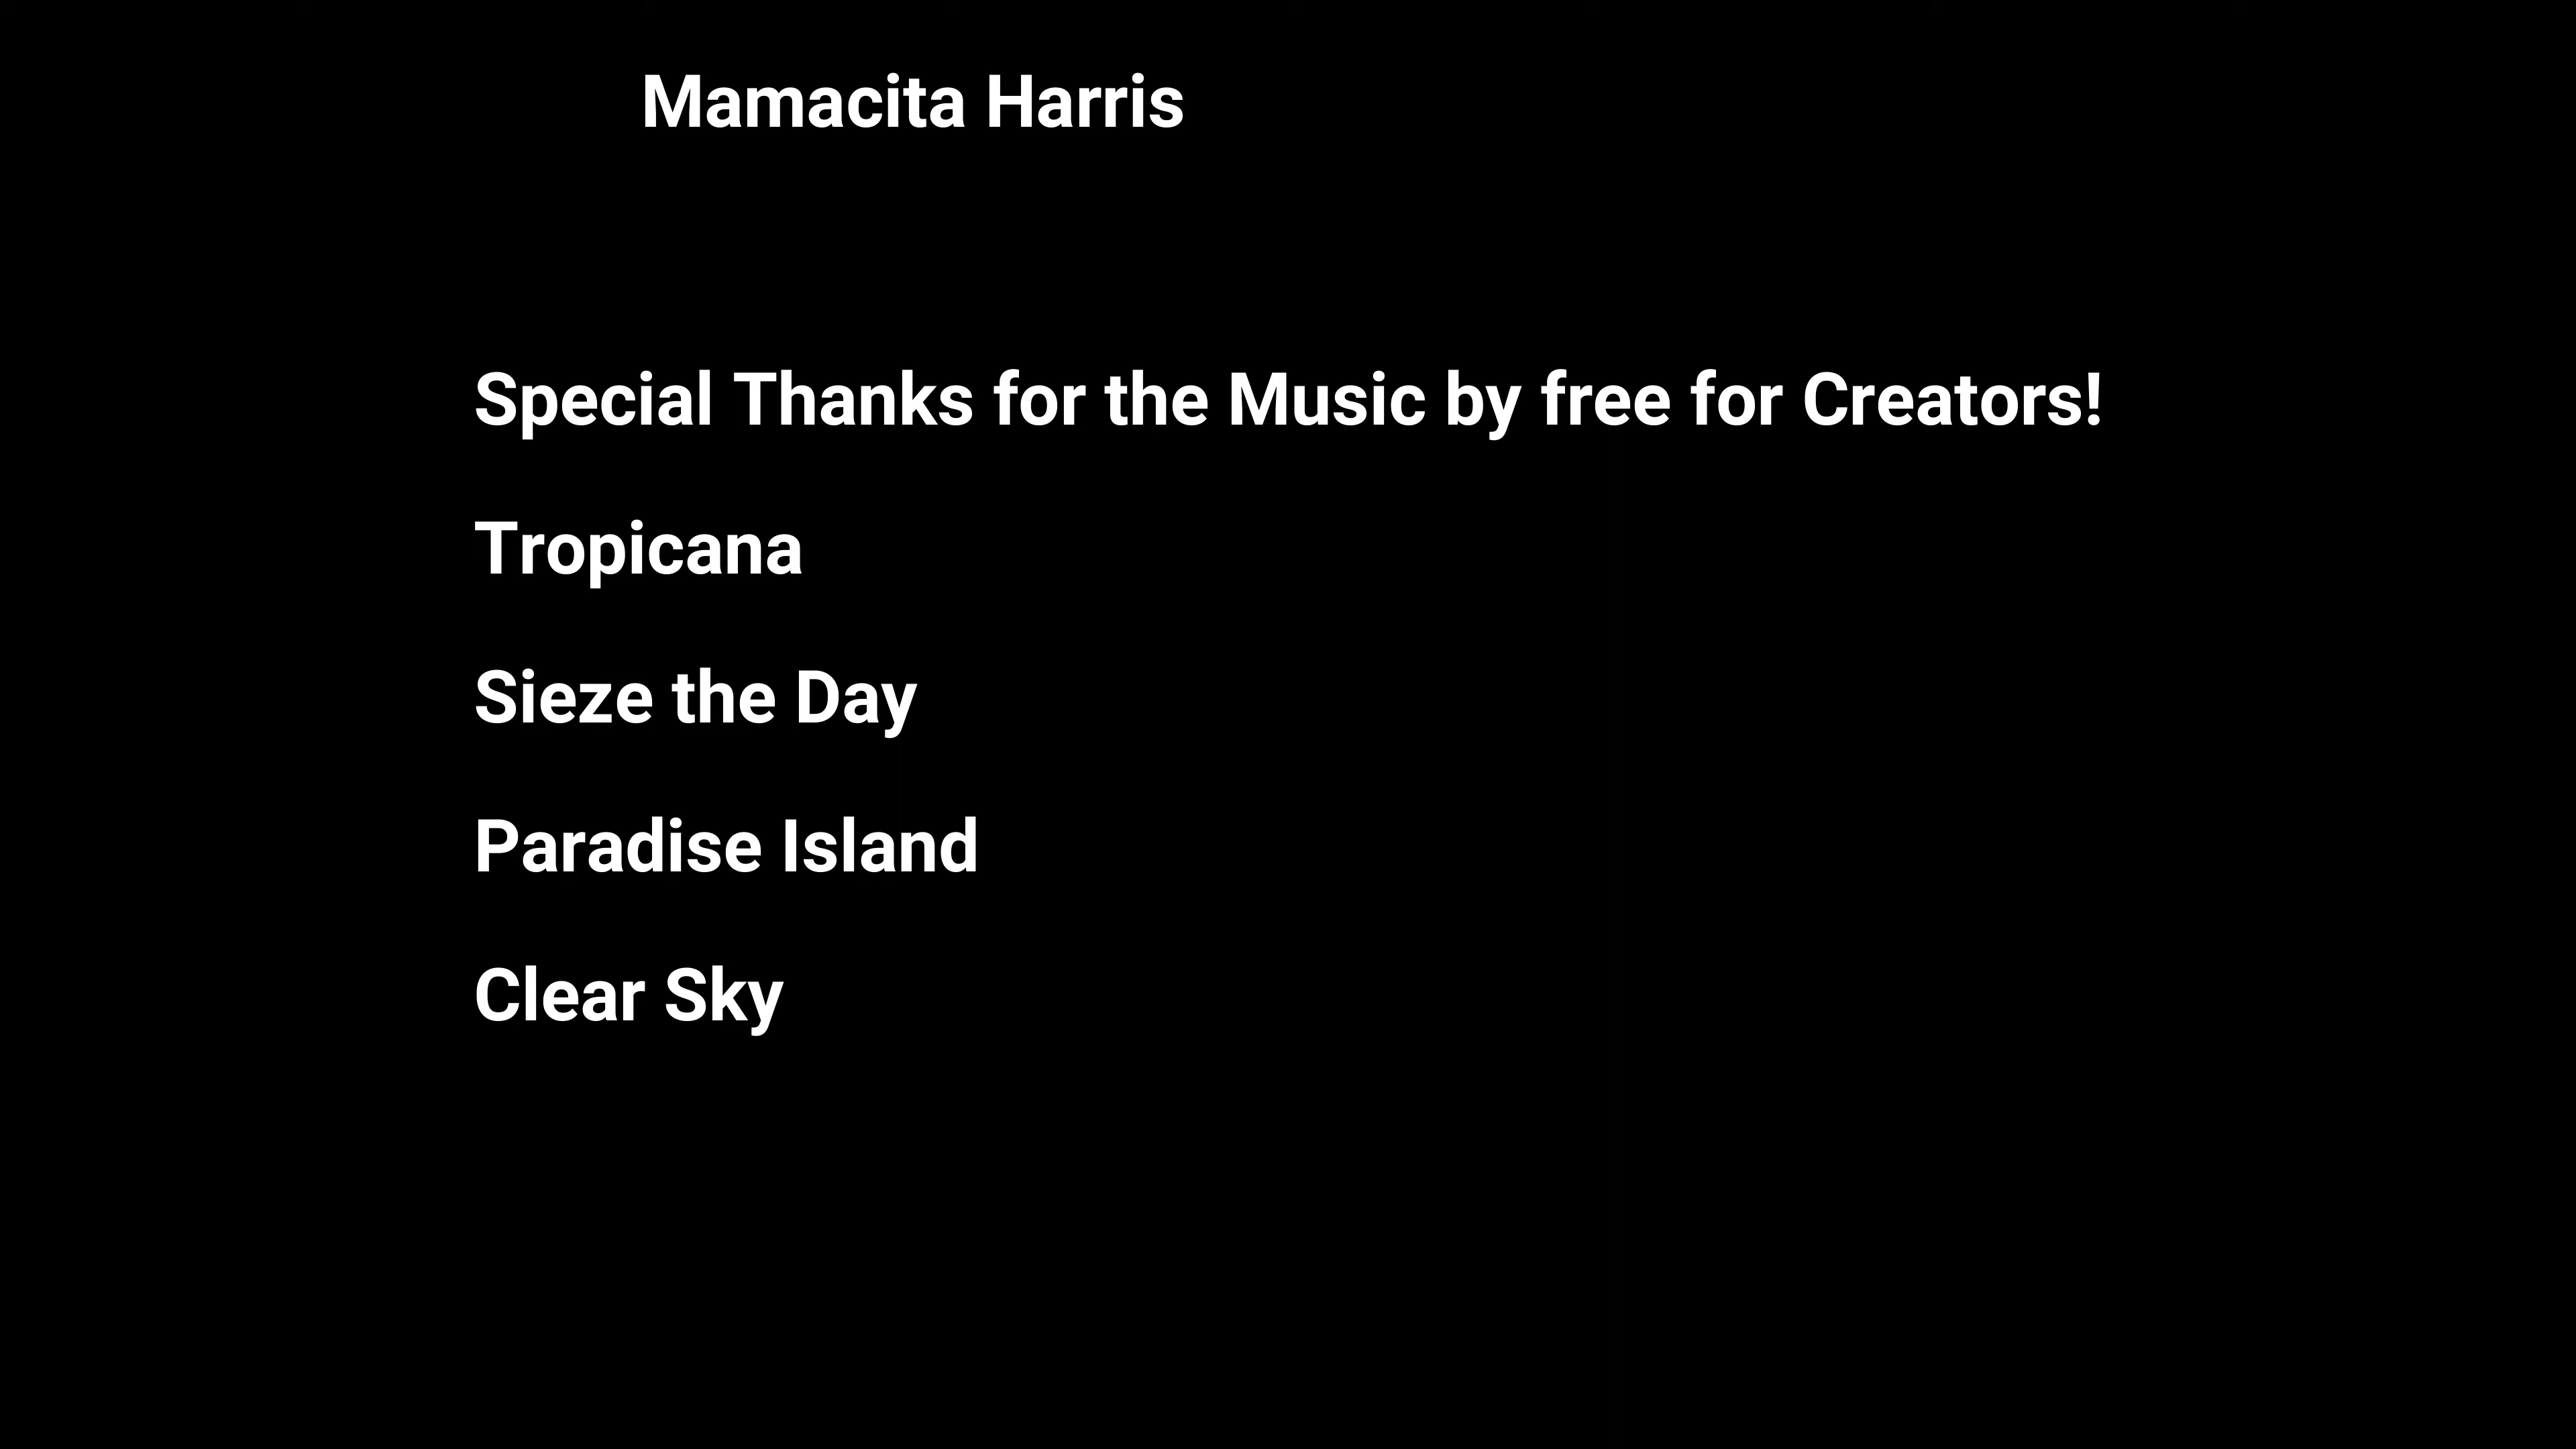 Mamacita Harris
Special Thanks for the Music by free for Creators!
Tropicana
Sieze the Day
Paradise Island
Clear Sky